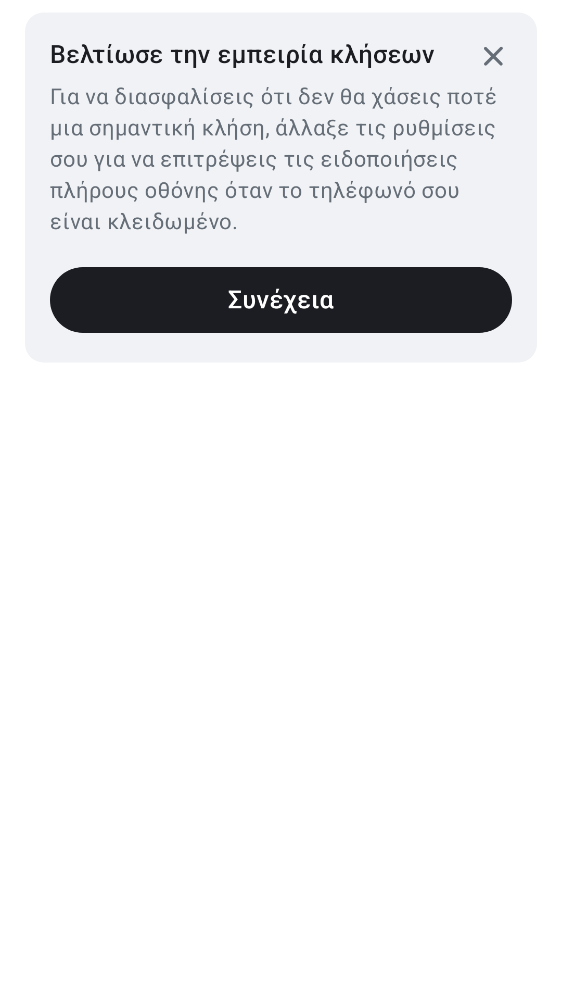 Βελτίωσε την εμπειρία κλήσεων
Για να διασφαλίσεις ότι δεν θα χάσεις ποτέ
μια σημαντική κλήση, άλλαξε τις ρυθμίσεις
σου για να επιτρέψεις τις ειδοποιήσεις
πλήρους οθόνης όταν το τηλέφωνό σου
είναι κλειδωμένο.
Συνέχεια